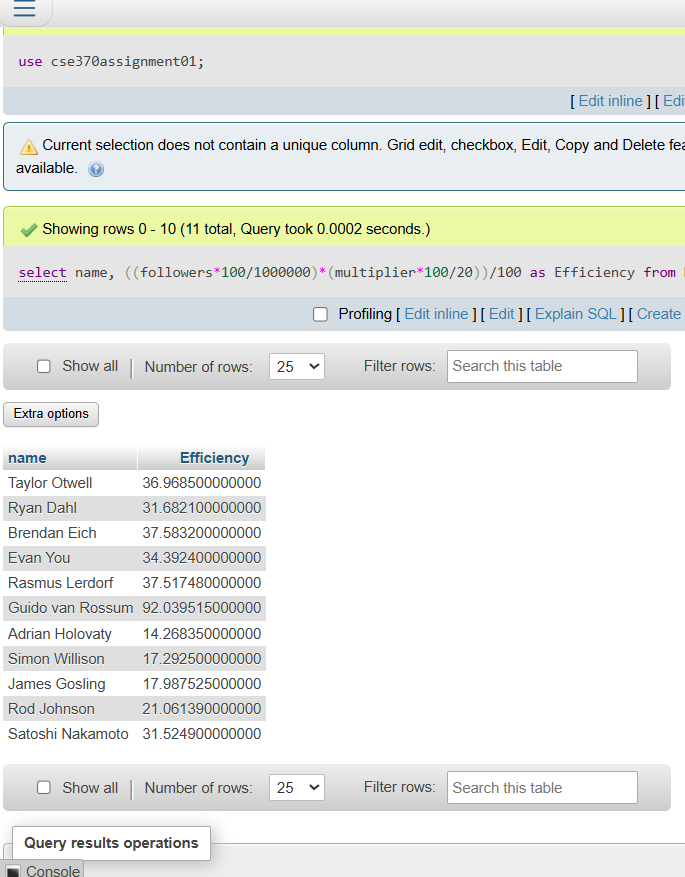 use cse370assignment01;
[ Edit inline ] [ Edi
Current selection does not contain a unique column. Grid edit, checkbox, Edit, Copy and Delete fea
available.
Showing rows 0 - 10 (11 total, Query took 0.0002 seconds.)
select name, ((followers*100/1000000)*(multiplier*100/20))/100 as Efficiency from
Profiling [ Edit inline ] [ Edit ] [ Explain SQL ] [ Create
Show all Number of rows: 25 Filter rows: Search this table
Extra options
name Efficiency
Taylor Otwell 36.968500000000
Ryan Dahl 31.682100000000
Brendan Eich 37.583200000000
Evan You 34.392400000000
Rasmus Lerdorf 37.517480000000
Guido van Rossum 92.039515000000
Adrian Holovaty 14.268350000000
Simon Willison 17.292500000000
James Gosling 17.987525000000
Rod Johnson 21.061390000000
Satoshi Nakamoto 31.524900000000
Show all Number of rows: 25 Filter rows: Search this table
Query results operations
Console